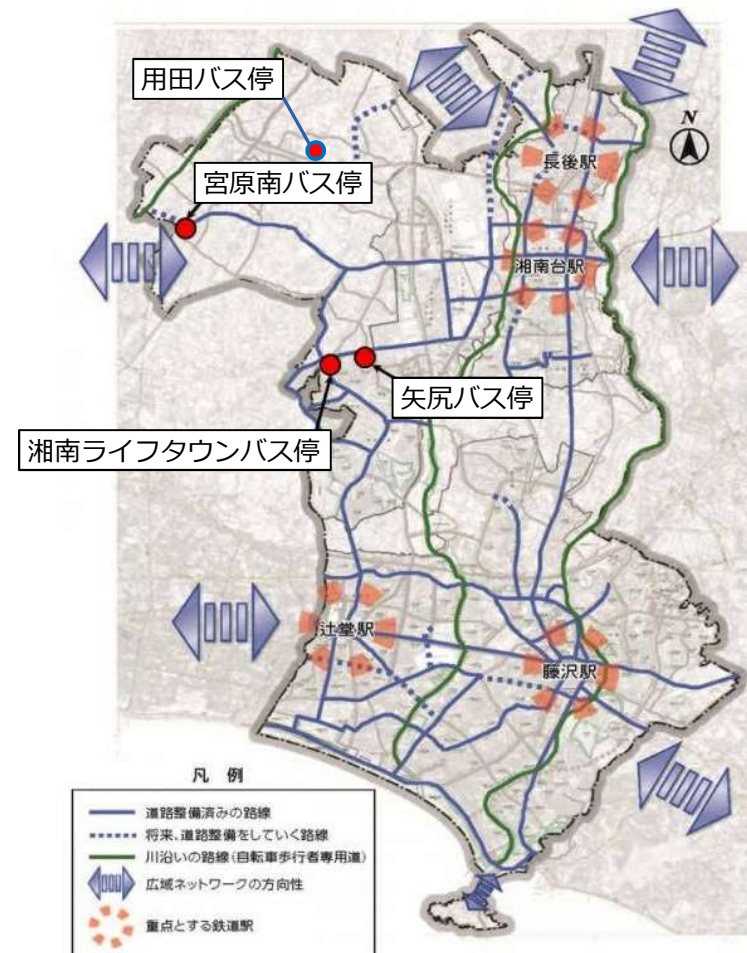 用田バス停
宮原南バス停
N
長後駅
湘南台駅
矢尻バス停
湘南ライフタウンバス停
辻堂駅
藤沢駅
凡 例
道路整備済みの路線
将来、道路整備をしていく路線
川沿いの路線(自転車歩行者専用道)
広域ネットワークの方向性
重点とする鉄道駅